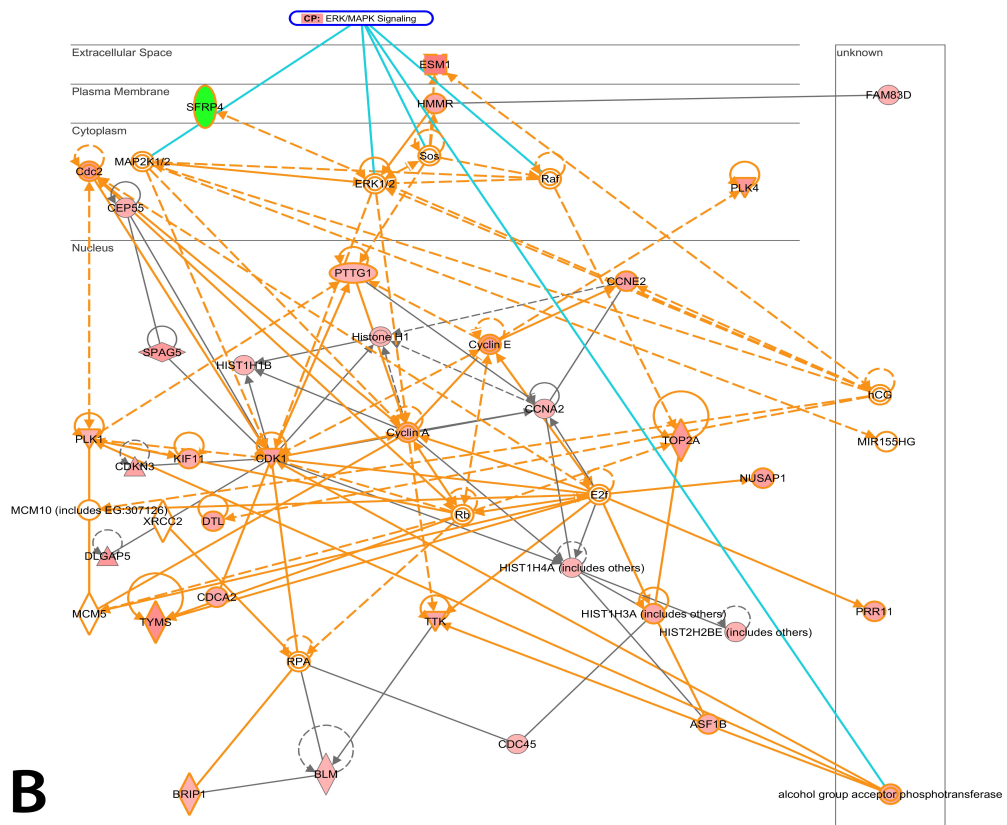 CP: ERK/MAPK Signaling
Extracellular Space
unknown
ESM1
Plasma Membrane
FAM83D
HMMR
SFRP4
Cytoplasm
Sos
MAP2K1/2
Cdc2
Raf
ERK1/2
PLK4
CEP55
Nucleus
PTTG1
CCNE2
Histone H1
Cyclin E
SPAG5
HIST1H1B
hCG
CCNA2
Cyclin A
PLK1
TOP2A
MIR155HG
KIF11
CDK1
CDKN3
NUSAP1
E2f
MCM10 (includes EG:307126)
Rb
XRCC2
DTL
DLGAP5
HIST1H4A (includes others)
CDCA2
PRR11
MCM5
HIST1H3A (includes others)
TYMS
TTK
HIST2H2BE (includes others)
RPA
ASF1B
CDC45
BLM
BRIP1
alcohol group acceptor phosphotransferase
B